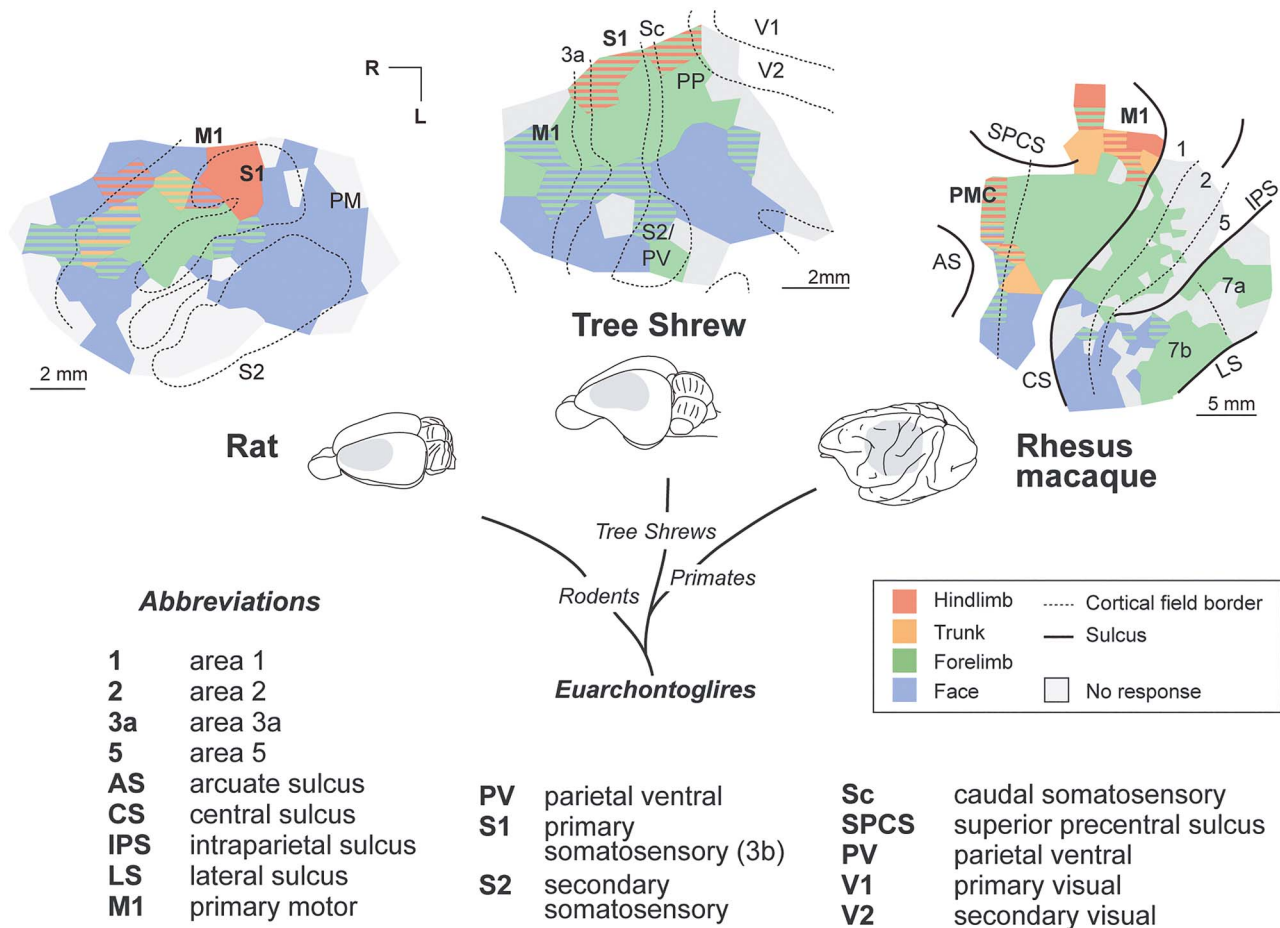 R
L
M1
S1
PM
S2
2 mm
Rat
3a
S1
Sc
V1
V2
PP
M1
S2/
PV
2mm
Tree Shrew
SPCS
M1
1
2
5
IPS
PMC
AS
7a
7b
CS
LS
5 mm
Rhesus
macaque
Tree Shrews
Rodents
Primates
Euarchontoglires
Hindlimb
Trunk
Forelimb
Face
Cortical field border
Sulcus
No response
Abbreviations
1 area 1
2 area 2
3a area 3a
5 area 5
AS arcuate sulcus
CS central sulcus
IPS intraparietal sulcus
LS lateral sulcus
M1 primary motor
PV parietal ventral
S1 primary
somatosensory (3b)
S2 secondary
somatosensory
Sc caudal somatosensory
SPCS superior precentral sulcus
PV parietal ventral
V1 primary visual
V2 secondary visual